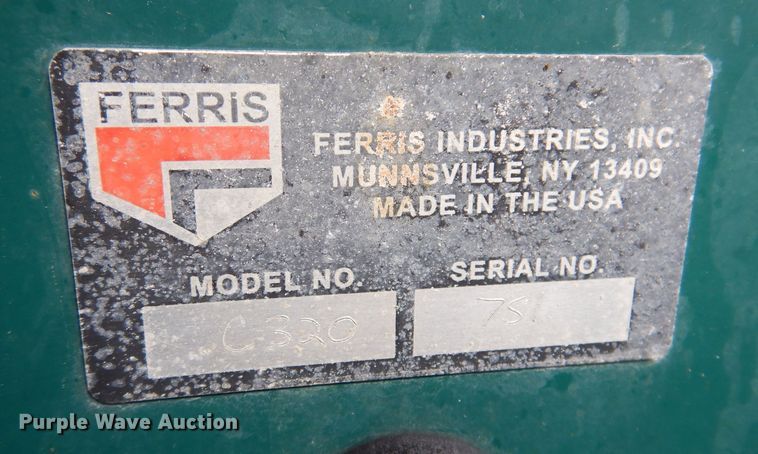 FERRIS
FERRIS INDUSTRIES, INC.
MUNNSVILLE, NY 13409
MADE IN THE USA
MODEL NO.
SERIAL NO.
C320
751
Purple Wave Auction